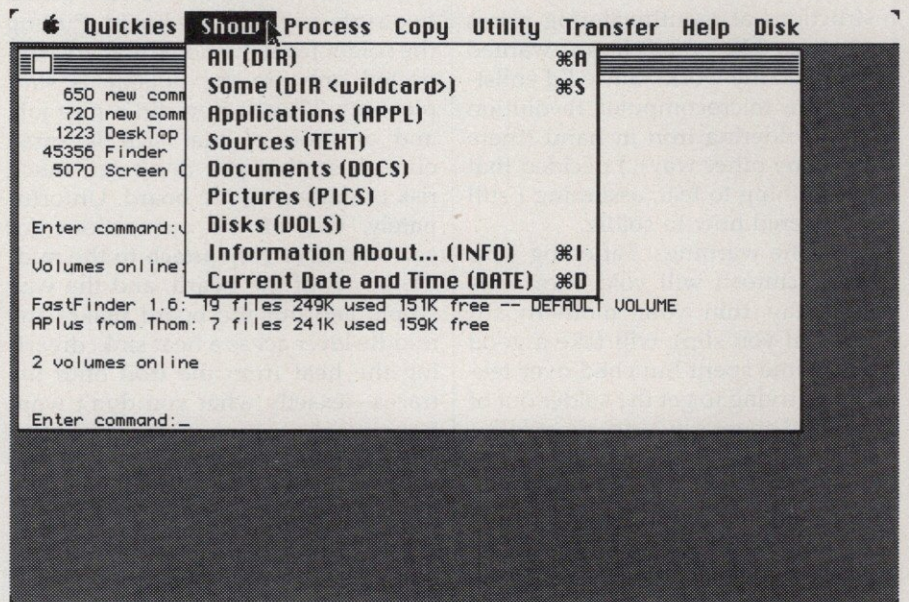 Quickies Show Process Copy Utility Transfer Help Disk
All (DIR) ⌘A
Some (DIR <wildcard>) ⌘S
Applications (APPL)
Sources (TEXT)
Documents (DOCS)
Pictures (PICS)
Disks (VOLS)
Information About... (INFO) ⌘I
Current Date and Time (DATE) ⌘D
650 new comm
720 new comm
1223 DeskTop
45356 Finder
5070 Screen
Enter command:v
Volumes online:
FastFinder 1.6: 19 files 249K used 151K free -- DEFAULT VOLUME
APlus from Thom: 7 files 241K used 159K free
2 volumes online
Enter command:_